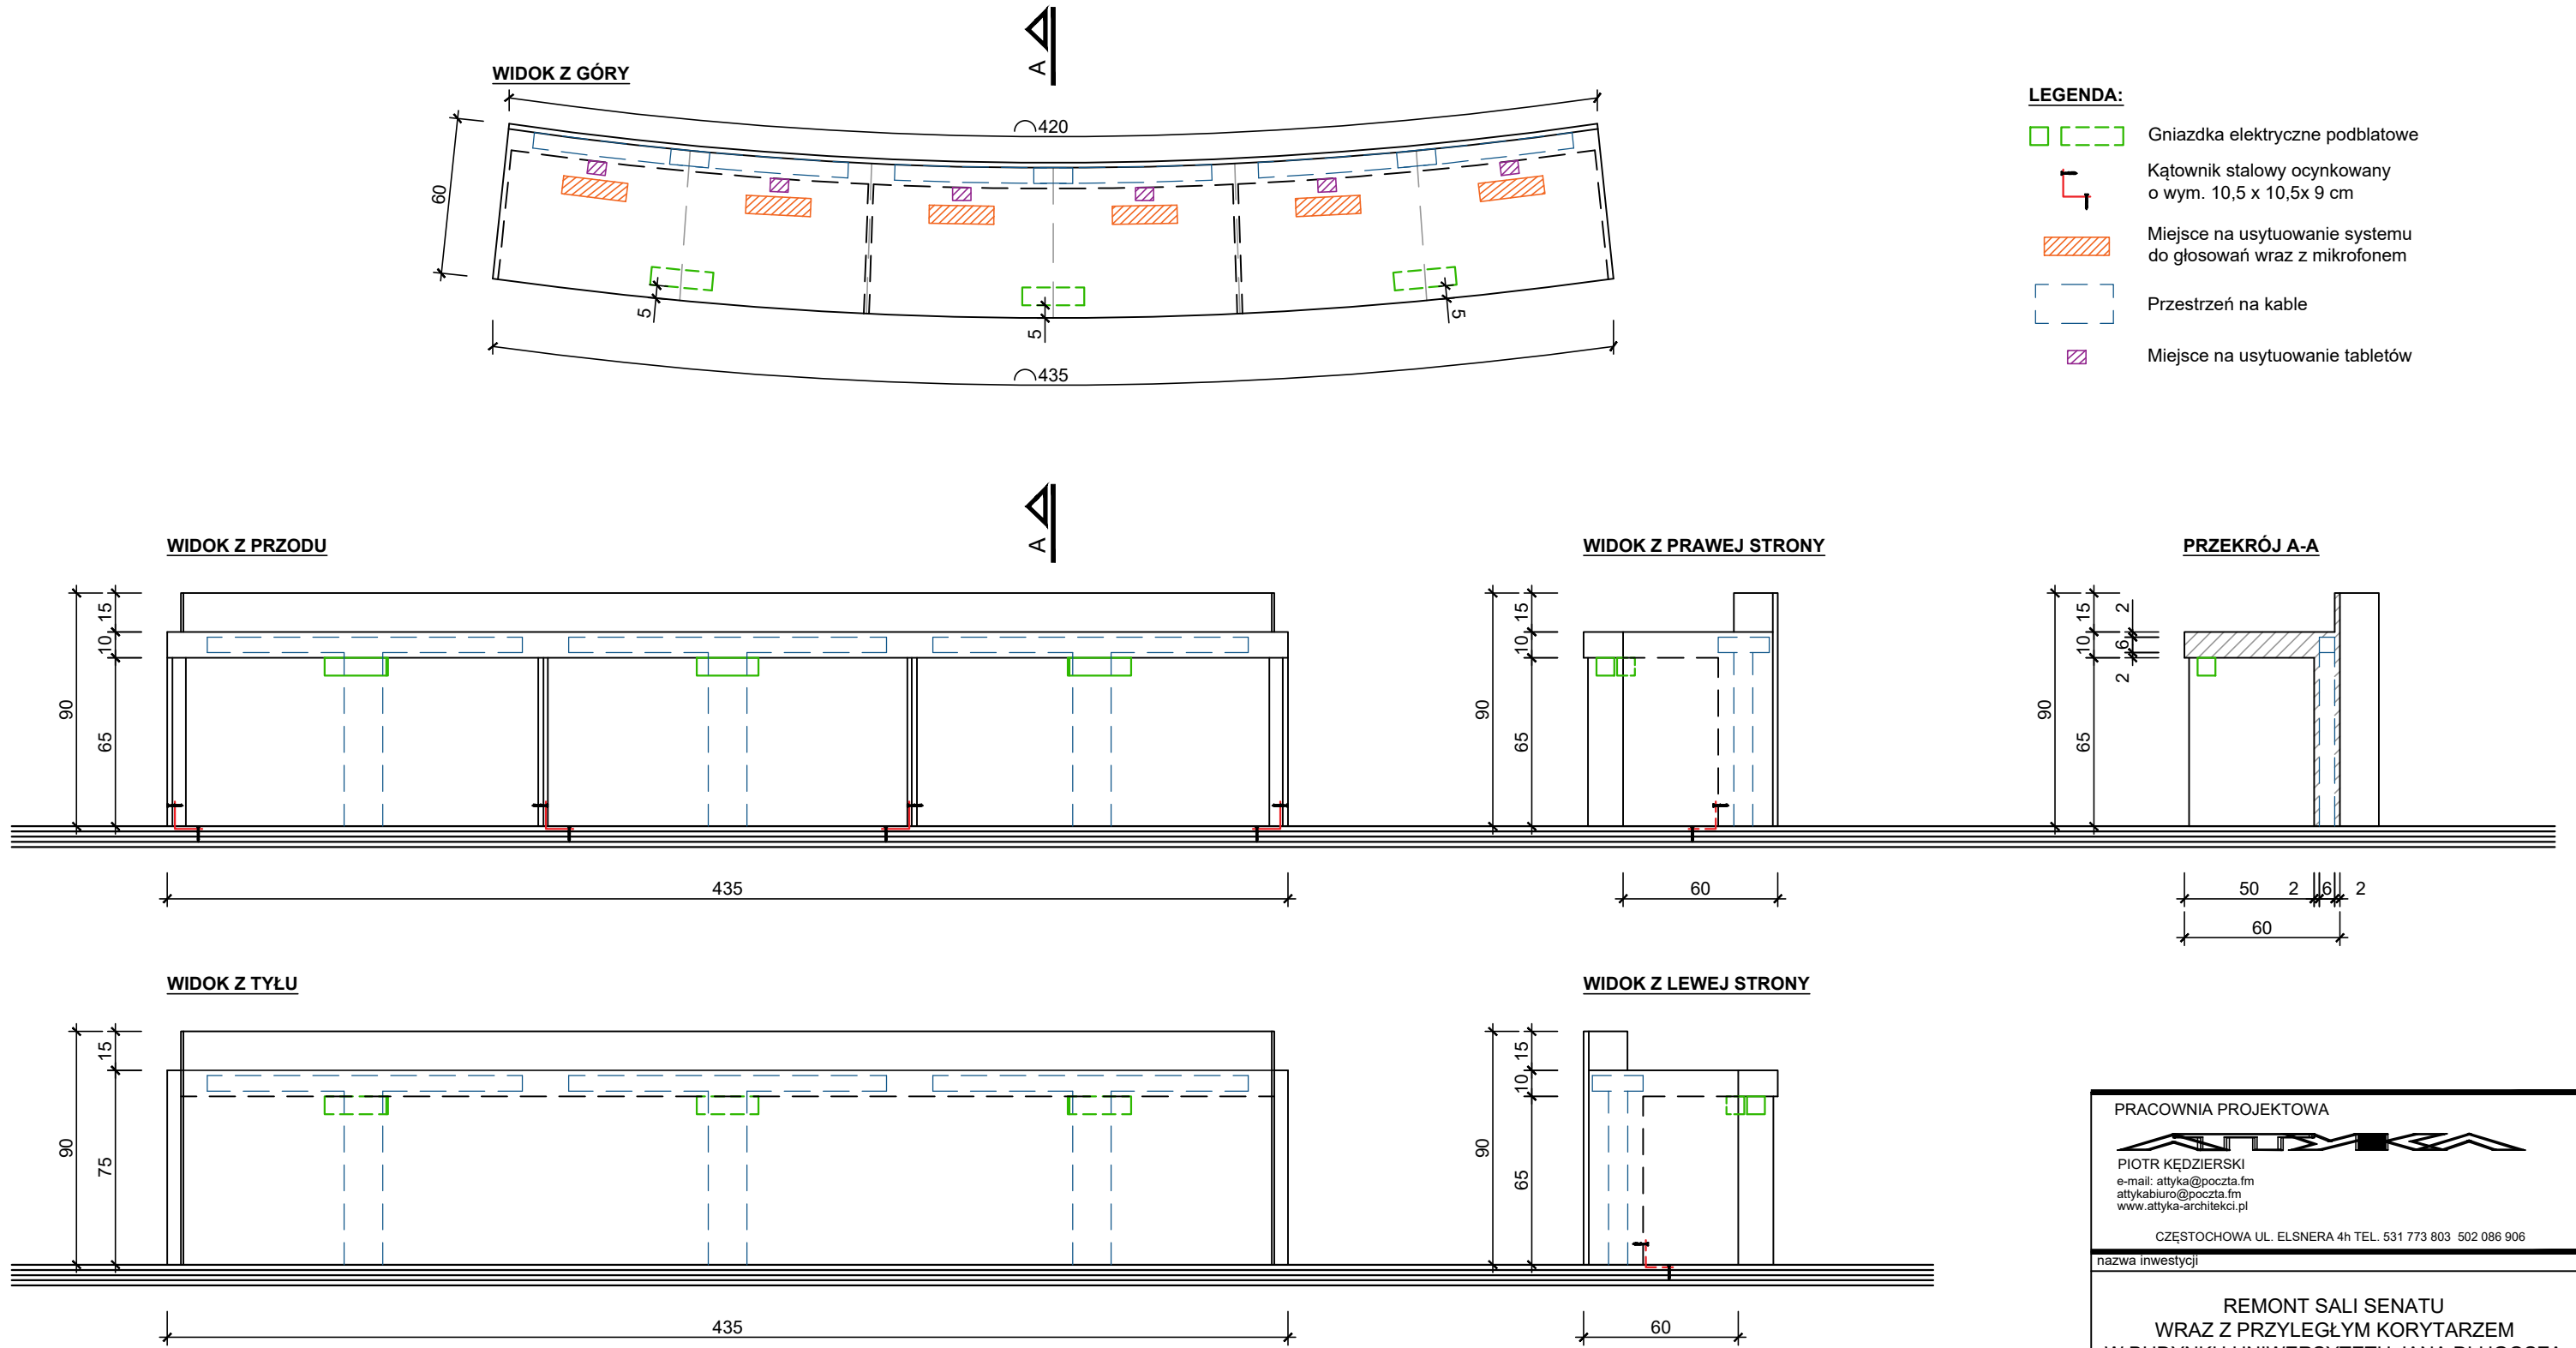 WIDOK Z GÓRY
A
420
60
5
5
5
435
LEGENDA:
Gniazdka elektryczne podblatowe
Kątownik stalowy ocynkowany
o wym. 10,5 x 10,5x 9 cm
Miejsce na usytuowanie systemu
do głosowań wraz z mikrofonem
Przestrzeń na kable
Miejsce na usytuowanie tabletów
A
WIDOK Z PRZODU
90
15
10
65
435
WIDOK Z PRAWEJ STRONY
90
15
10
65
60
PRZEKRÓJ A-A
90
15
10
65
2
6
2
50 2 6 2
60
WIDOK Z TYŁU
90
15
75
435
WIDOK Z LEWEJ STRONY
90
15
10
65
60
PRACOWNIA PROJEKTOWA
ATTYKA
PIOTR KĘDZIERSKI
e-mail: attyka@poczta.fm
attykabiuro@poczta.fm
www.attyka-architekci.pl
CZĘSTOCHOWA UL. ELSNERA 4h TEL. 531 773 803 502 086 906
nazwa inwestycji
REMONT SALI SENATU
WRAZ Z PRZYLEGŁYM KORYTARZEM
W BUDYNKU UNIWERSYTETU JANA DŁUGOSZA